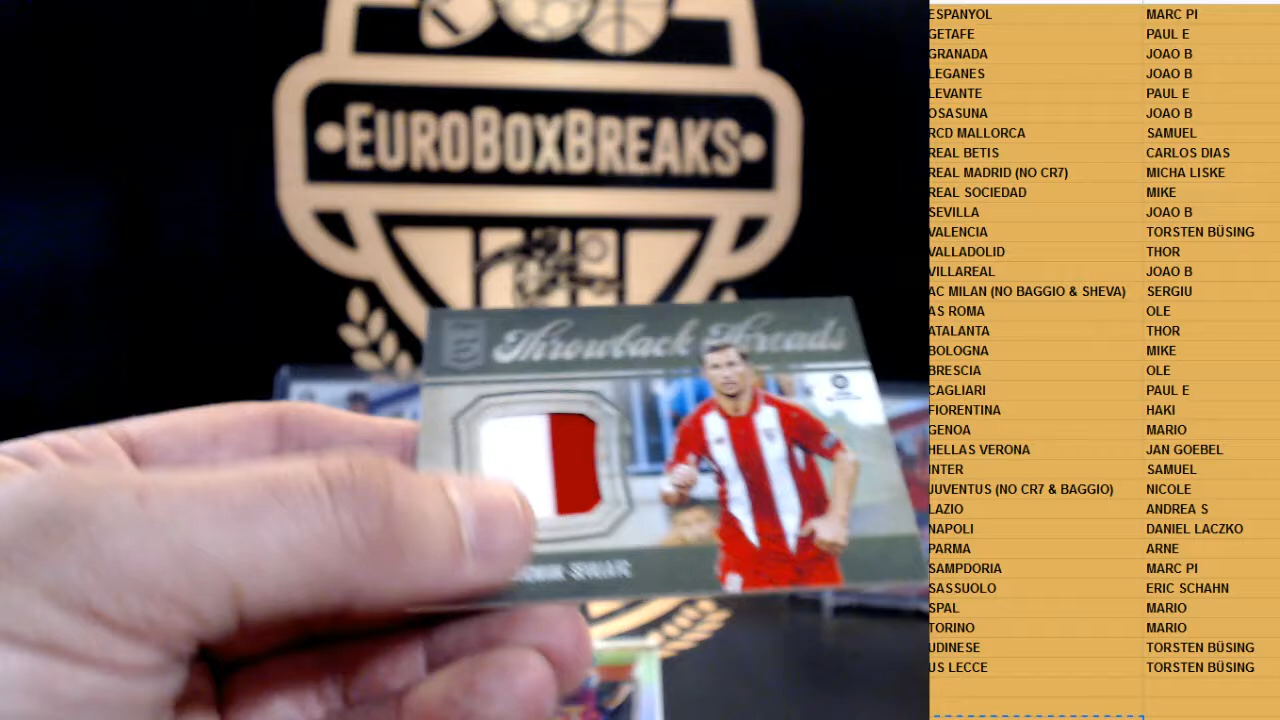 EUROBOXBREAKS
Throwback Threads
ESPANYOL MARC PI
GETAFE PAUL E
GRANADA JOAO B
LEGANES JOAO B
LEVANTE PAUL E
OSASUNA JOAO B
RCD MALLORCA SAMUEL
REAL BETIS CARLOS DIAS
REAL MADRID (NO CR7) MICHA LISKE
REAL SOCIEDAD MIKE
SEVILLA JOAO B
VALENCIA TORSTEN BÜSING
VALLADOLID THOR
VILLAREAL JOAO B
AC MILAN (NO BAGGIO & SHEVA) SERGIU
AS ROMA OLE
ATALANTA THOR
BOLOGNA MIKE
BRESCIA OLE
CAGLIARI PAUL E
FIORENTINA HAKI
GENOA MARIO
HELLAS VERONA JAN GOEBEL
INTER SAMUEL
JUVENTUS (NO CR7 & BAGGIO) NICOLE
LAZIO ANDREA S
NAPOLI DANIEL LACZKO
PARMA ARNE
SAMPDORIA MARC PI
SASSUOLO ERIC SCHAHN
SPAL MARIO
TORINO MARIO
UDINESE TORSTEN BÜSING
US LECCE TORSTEN BÜSING